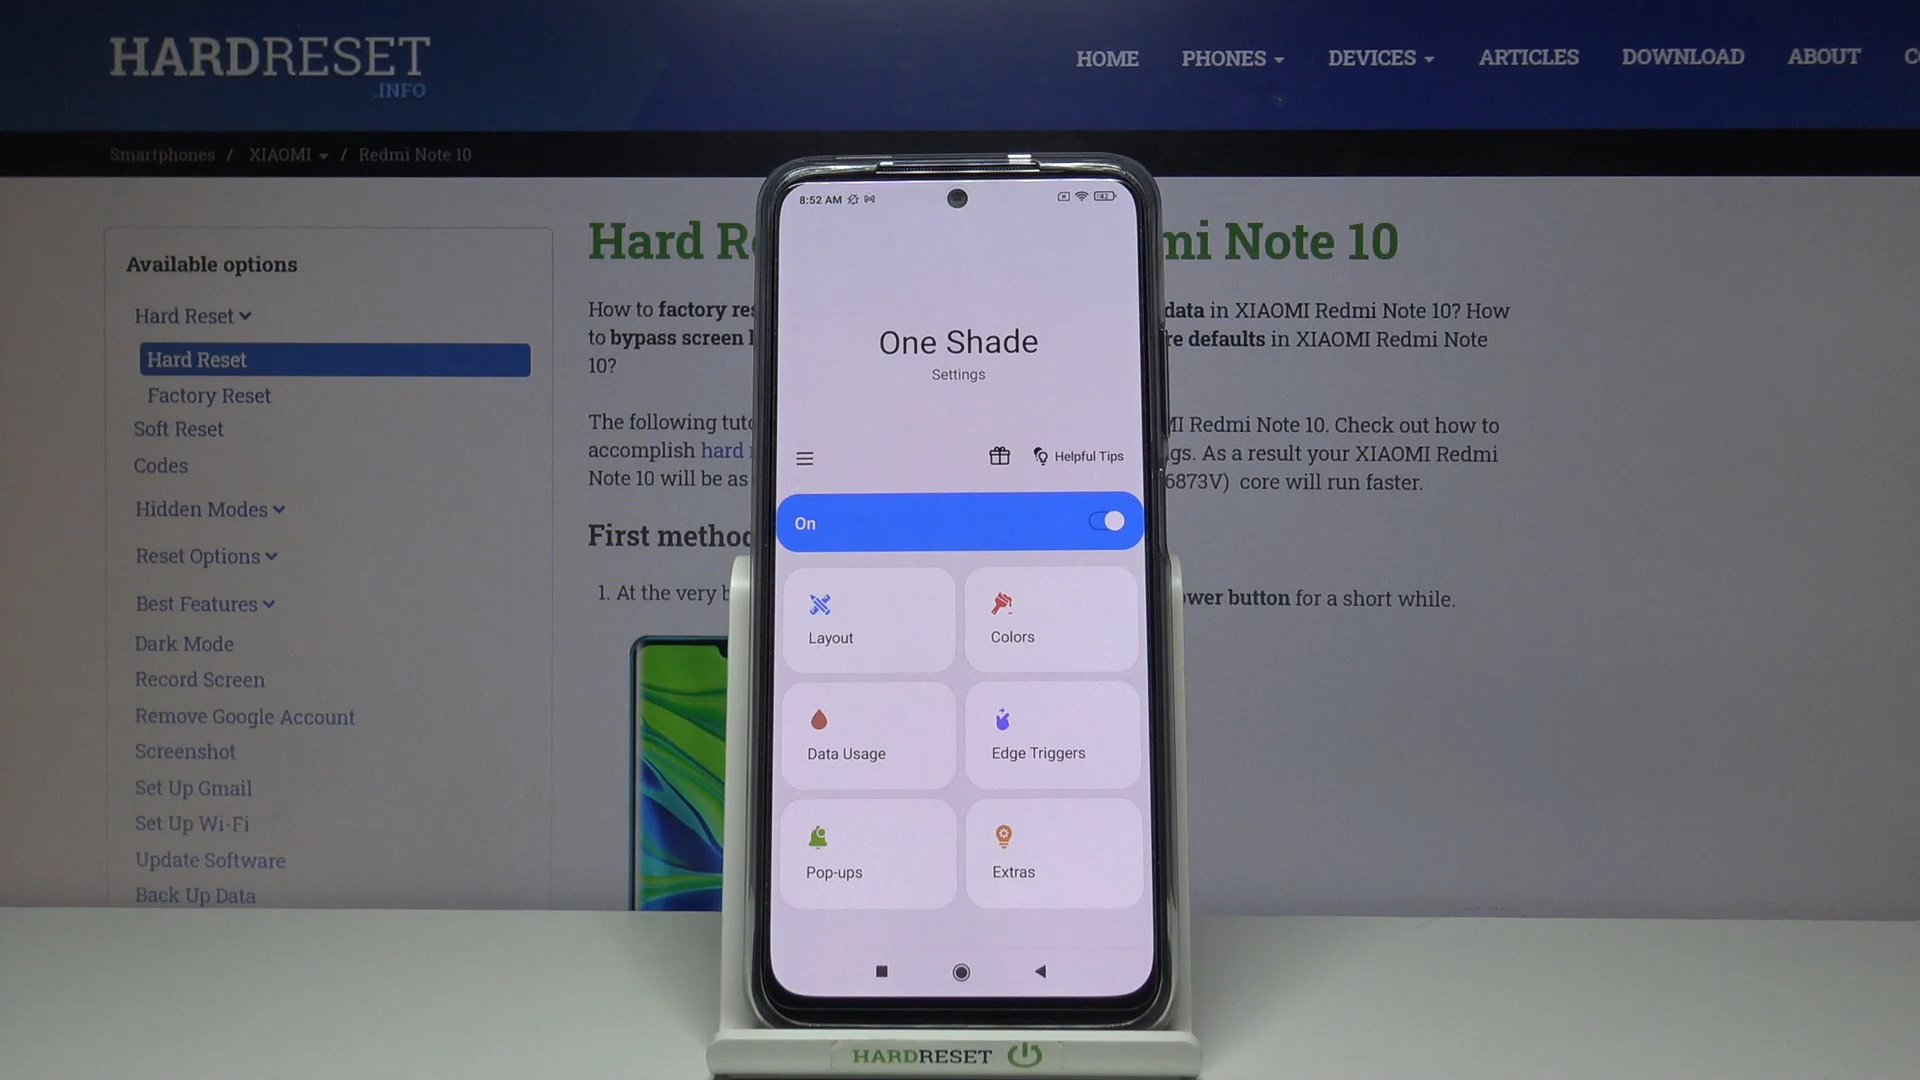 HARDRESET
.INFO
HOME PHONES DEVICES ARTICLES DOWNLOAD ABOUT
Smartphones / XIAOMI / Redmi Note 10
Available options
Hard Reset
Hard Reset
Factory Reset
Soft Reset
Codes
Hidden Modes
Reset Options
Best Features
Dark Mode
Record Screen
Remove Google Account
Screenshot
Set Up Gmail
Set Up Wi-Fi
Update Software
Back Up Data
Hard Re mi Note 10
How to factory res data in XIAOMI Redmi Note 10? How
to bypass screen l re defaults in XIAOMI Redmi Note
10?
The following tuto MI Redmi Note 10. Check out how to
accomplish hard gs. As a result your XIAOMI Redmi
Note 10 will be as 6873V) core will run faster.
First method
1. At the very b ower button for a short while.
8:52 AM 42
One Shade
Settings
Helpful Tips
On
Layout
Colors
Data Usage
Edge Triggers
Pop-ups
Extras
HARDRESET